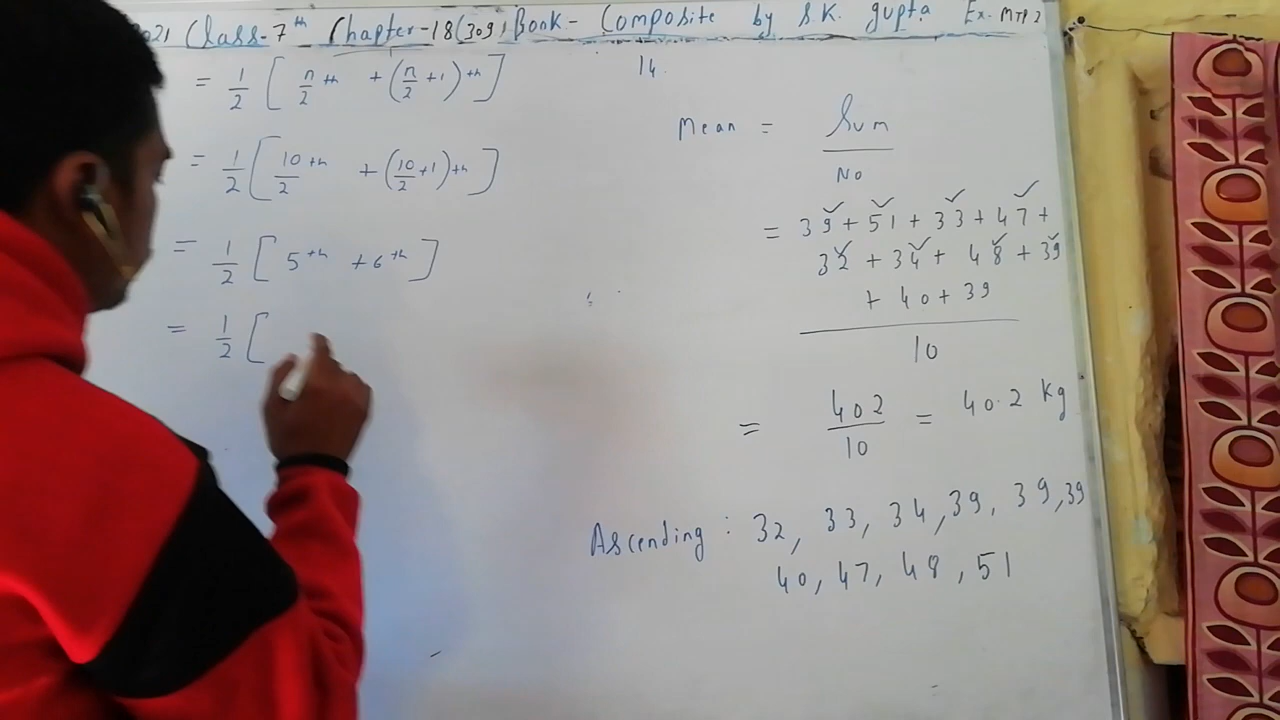 2021 Class-7th Chapter-18(309) Book- Composite by S.K. gupta Ex. MTP 2
= 1/2 [ n/2 th + (n/2 +1)th ]
= 1/2 [ 10/2 th + (10/2 +1)th ]
= 1/2 [ 5th + 6th ]
= 1/2 [
14.
Mean = Sum / No
= 39 + 51 + 33 + 47 +
32 + 34 + 48 + 39
+ 40 + 39
10
= 402/10 = 40.2 kg
Ascending : 32, 33, 34, 39, 39, 39
40, 47, 48, 51